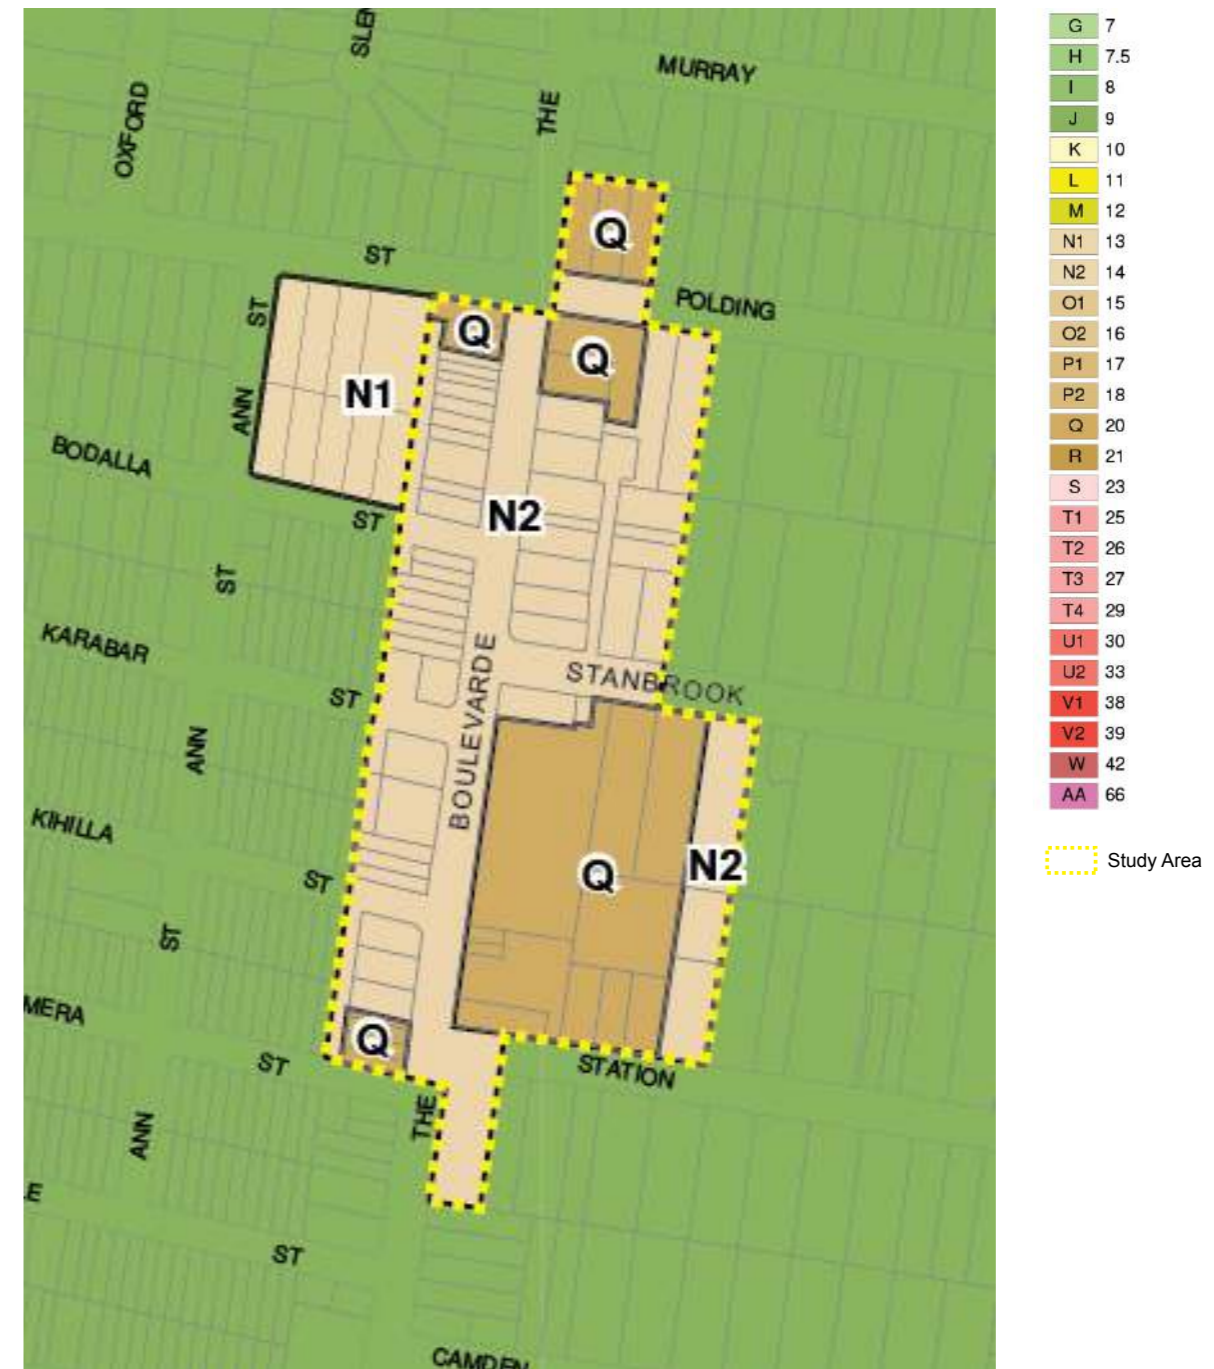 SLEN
MURRAY
OXFORD
THE
Q
ST
POLDING
ST
Q
Q
N1
ANN
BODALLA
N2
ST
ST
KARABAR
STANBROOK
ST
BOULEVARDE
ANN
KIHILLA
Q
N2
ST
ST
MERA
Q
ST
STATION
THE
ANN
LE
ST
CAMDEN
G 7
H 7.5
I 8
J 9
K 10
L 11
M 12
N1 13
N2 14
O1 15
O2 16
P1 17
P2 18
Q 20
R 21
S 23
T1 25
T2 26
T3 27
T4 29
U1 30
U2 33
V1 38
V2 39
W 42
AA 66
Study Area